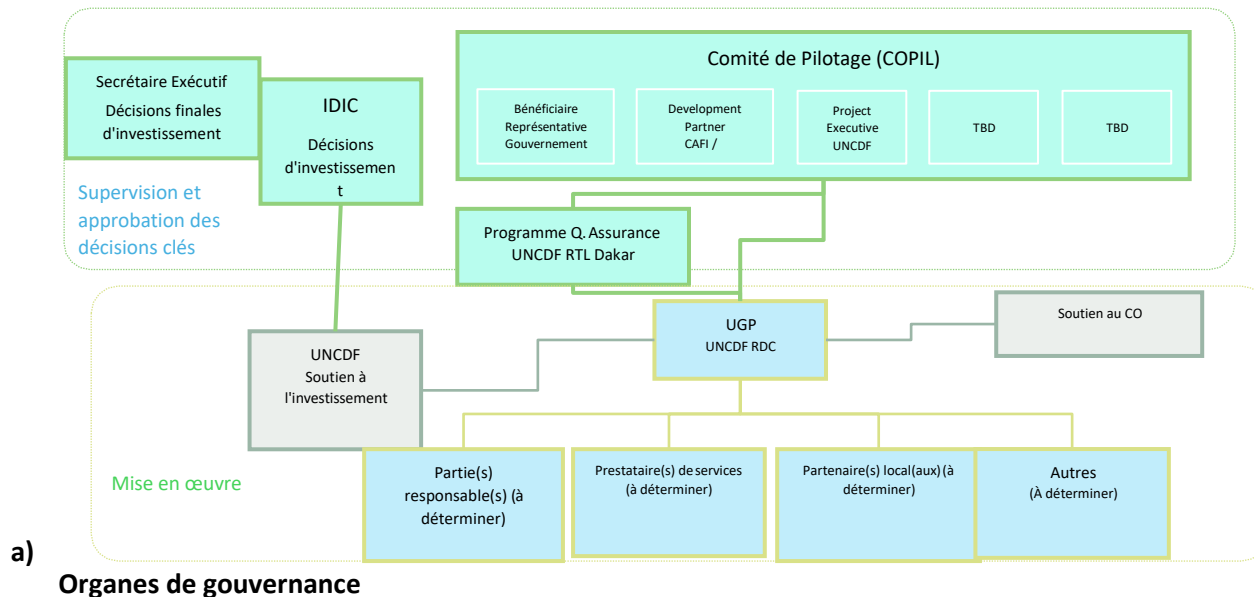 Secrétaire Exécutif
Décisions finales
d'investissement
IDIC
Décisions
d'investissemen
t
Supervision et
approbation des
décisions clés
Comité de Pilotage (COPIL)
Bénéficiaire
Représentative
Gouvernement
Development
Partner
CAFI /
Project
Executive
UNCDF
TBD
TBD
Programme Q. Assurance
UNCDF RTL Dakar
UGP
UNCDF RDC
Soutien au CO
UNCDF
Soutien à
l'investissement
Mise en œuvre
Partie(s)
responsable(s) (à
déterminer)
Prestataire(s) de services
(à déterminer)
Partenaire(s) local(aux) (à
déterminer)
Autres
(À déterminer)
a)
Organes de gouvernance